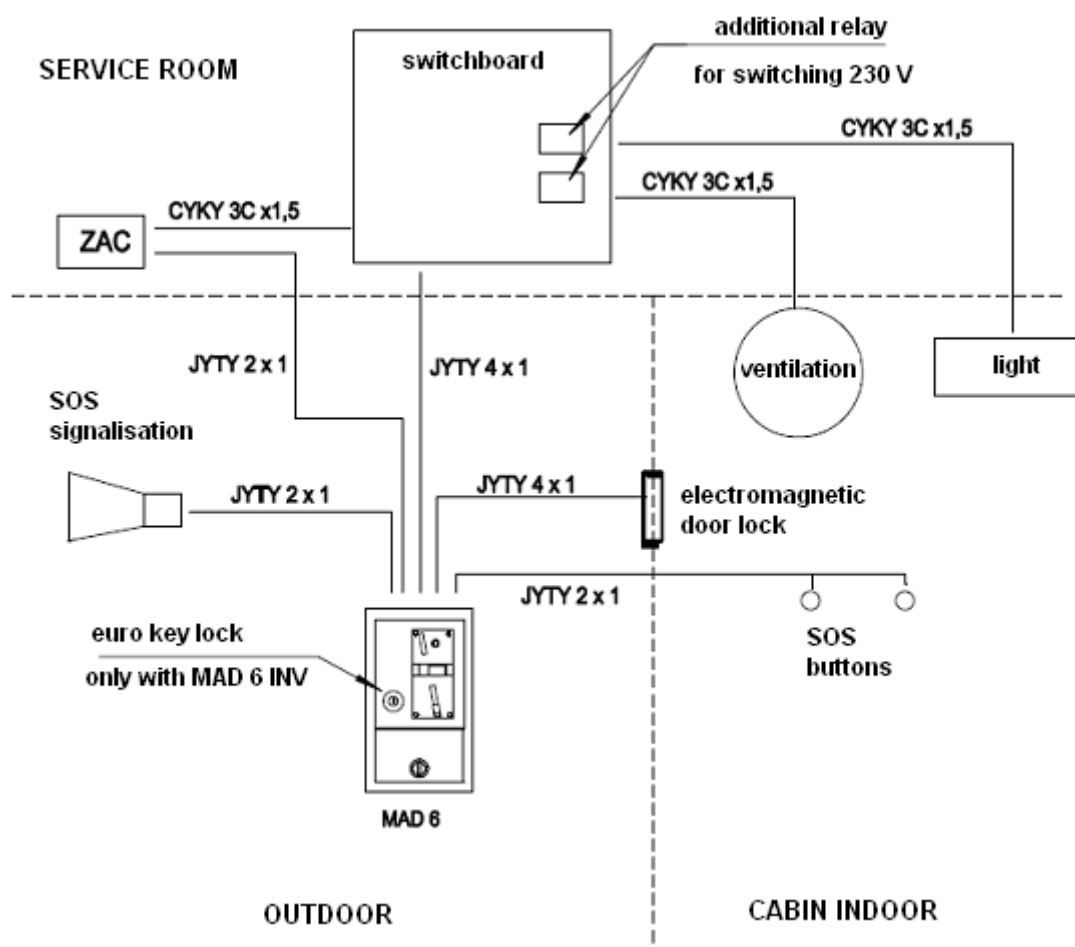 additional relay
for switching 230 V
SERVICE ROOM
switchboard
CYKY 3C x1,5
CYKY 3C x1,5
CYKY 3C x1,5
ZAC
JYTY 2 x 1
JYTY 4 x 1
ventilation
light
SOS
signalisation
JYTY 2 x 1
JYTY 4 x 1
electromagnetic
door lock
JYTY 2 x 1
euro key lock
only with MAD 6 INV
SOS
buttons
MAD 6
OUTDOOR
CABIN INDOOR